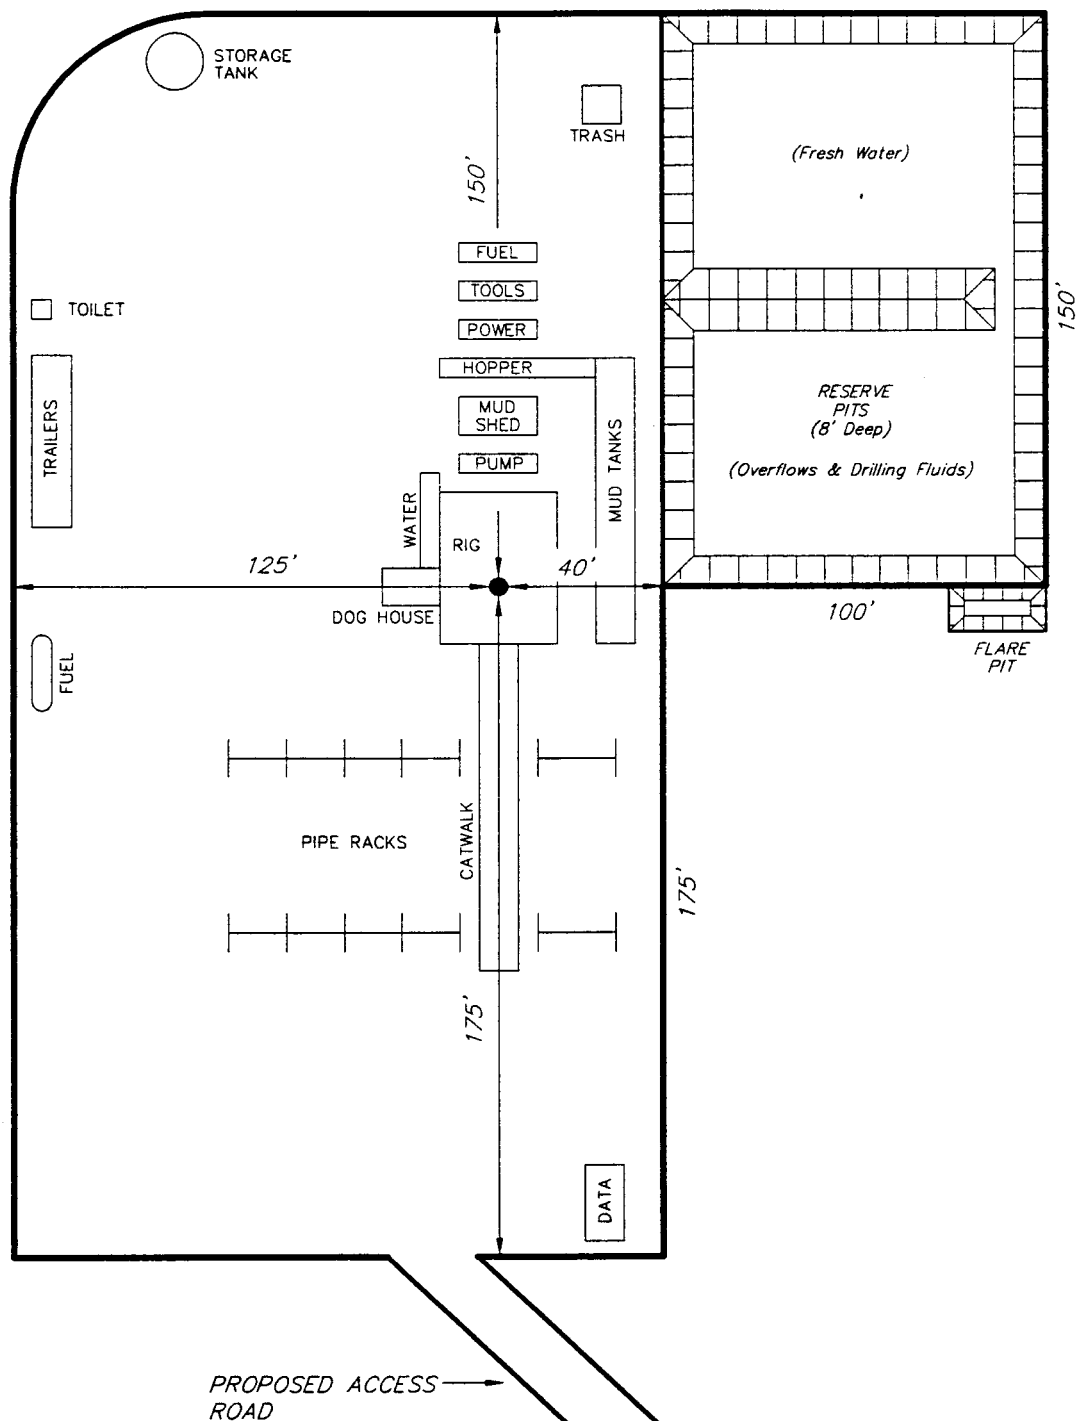 STORAGE
TANK
TRASH
150'
(Fresh Water)
FUEL
TOOLS
POWER
HOPPER
MUD
SHED
PUMP
TOILET
TRAILERS
WATER
RIG
MUD TANKS
RESERVE
PITS
(8' Deep)
(Overflows & Drilling Fluids)
150'
125'
40'
DOG HOUSE
100'
FLARE
PIT
FUEL
PIPE RACKS
CATWALK
175'
175'
DATA
PROPOSED ACCESS
ROAD